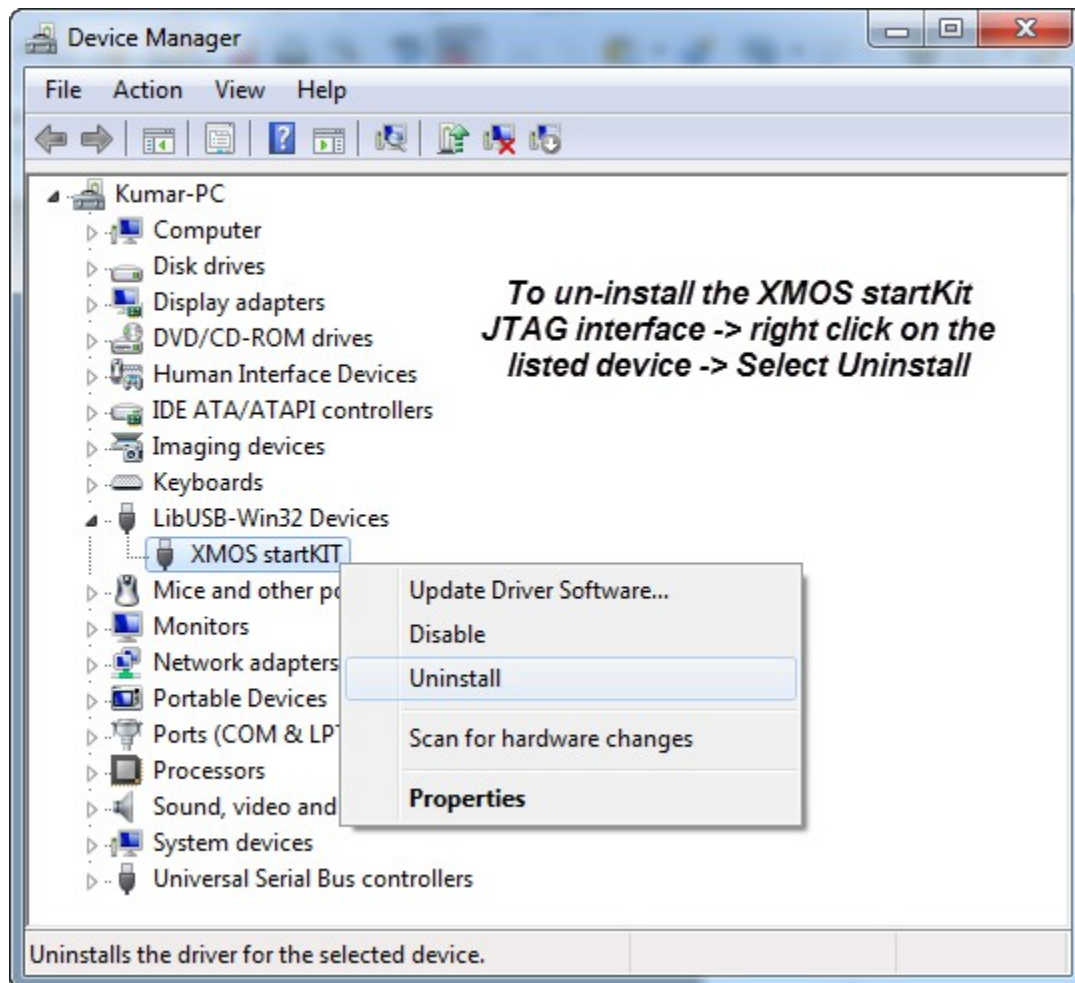 Device Manager
File Action View Help
Kumar-PC
Computer
Disk drives
Display adapters
DVD/CD-ROM drives
Human Interface Devices
IDE ATA/ATAPI controllers
Imaging devices
Keyboards
LibUSB-Win32 Devices
XMOS startKIT
Mice and other po
Monitors
Network adapters
Portable Devices
Ports (COM & LPT
Processors
Sound, video and
System devices
Universal Serial Bus controllers
To un-install the XMOS startKit
JTAG interface -> right click on the
listed device -> Select Uninstall
Update Driver Software...
Disable
Uninstall
Scan for hardware changes
Properties
Uninstalls the driver for the selected device.